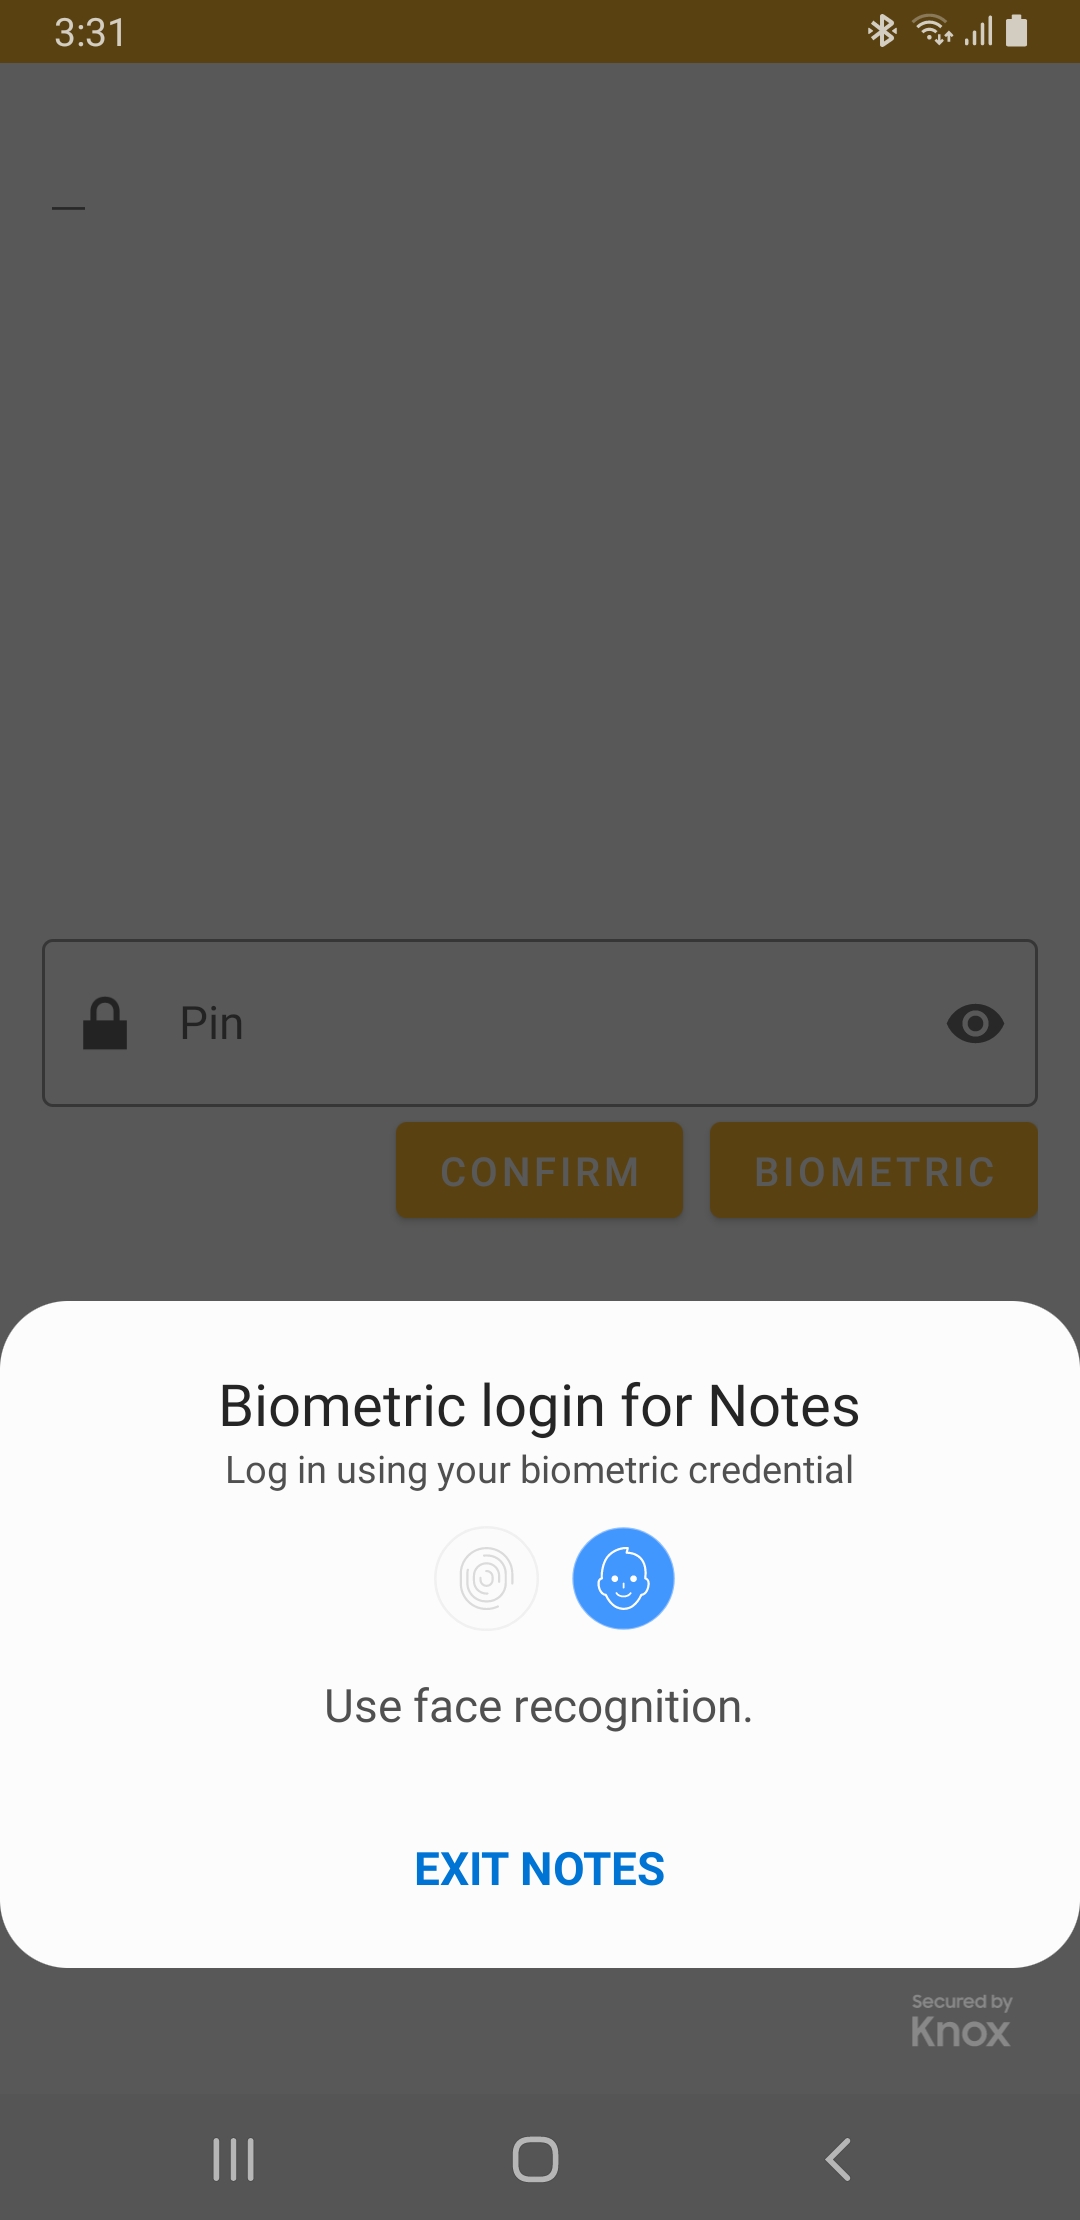 3:31
Pin
CONFIRM
BIOMETRIC
Biometric login for Notes
Log in using your biometric credential
Use face recognition.
EXIT NOTES
Secured by
Knox